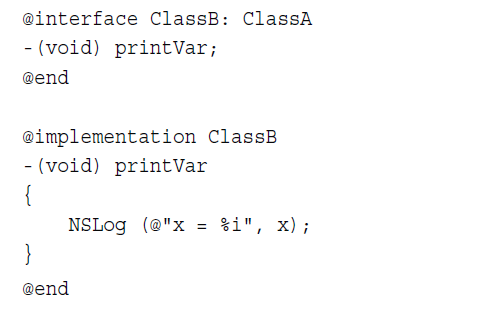 @interface ClassB: ClassA
-(void) printVar;
@end
@implementation ClassB
-(void) printVar
{
NSLog (@"x = %i", x);
}
@end